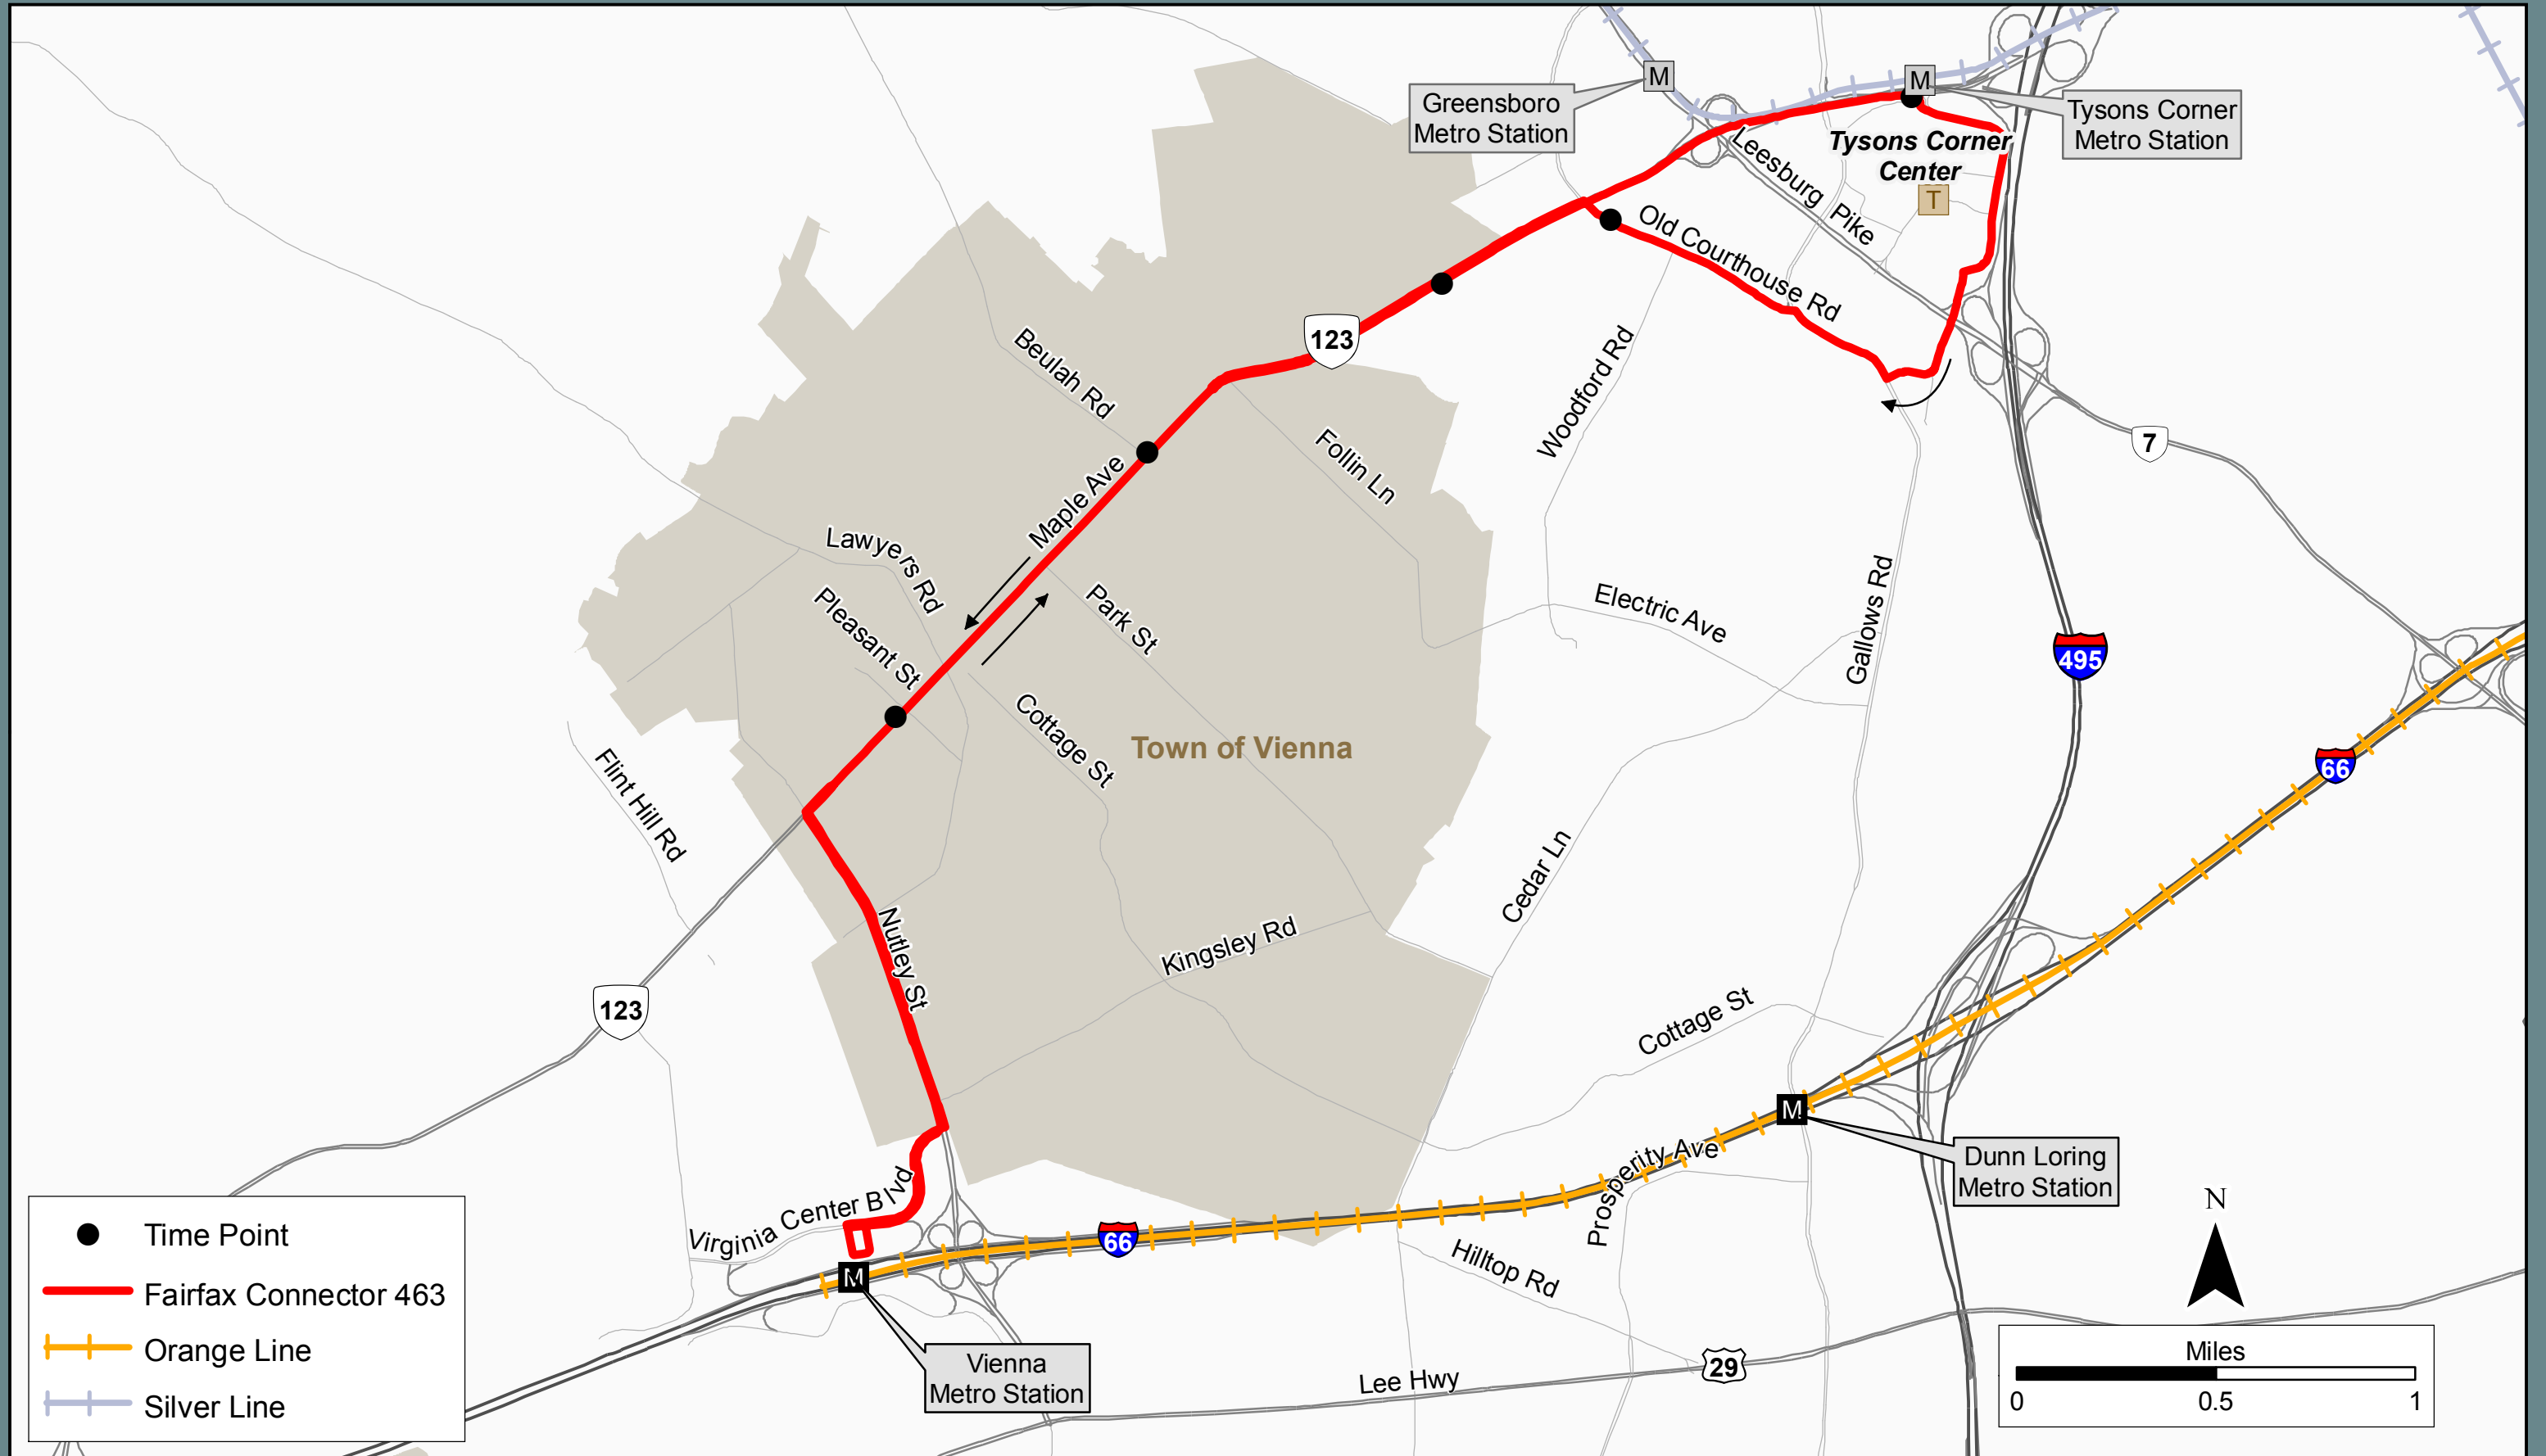 Greensboro
Metro Station
M
M
Tysons Corner
Metro Station
Tysons Corner
Center
T
Leesburg Pike
Old Courthouse Rd
123
Beulah Rd
Woodford Rd
Follin Ln
7
Maple Ave
Lawyers Rd
Pleasant St
Park St
Electric Ave
Gallows Rd
495
Cottage St
Town of Vienna
Flint Hill Rd
66
Cedar Ln
Nutley St
Kingsley Rd
123
Cottage St
M
Dunn Loring
Metro Station
Prosperity Ave
Virginia Center Blvd
66
Hilltop Rd
M
Vienna
Metro Station
Lee Hwy
29
N
Miles
0 0.5 1
Time Point
Fairfax Connector 463
Orange Line
Silver Line